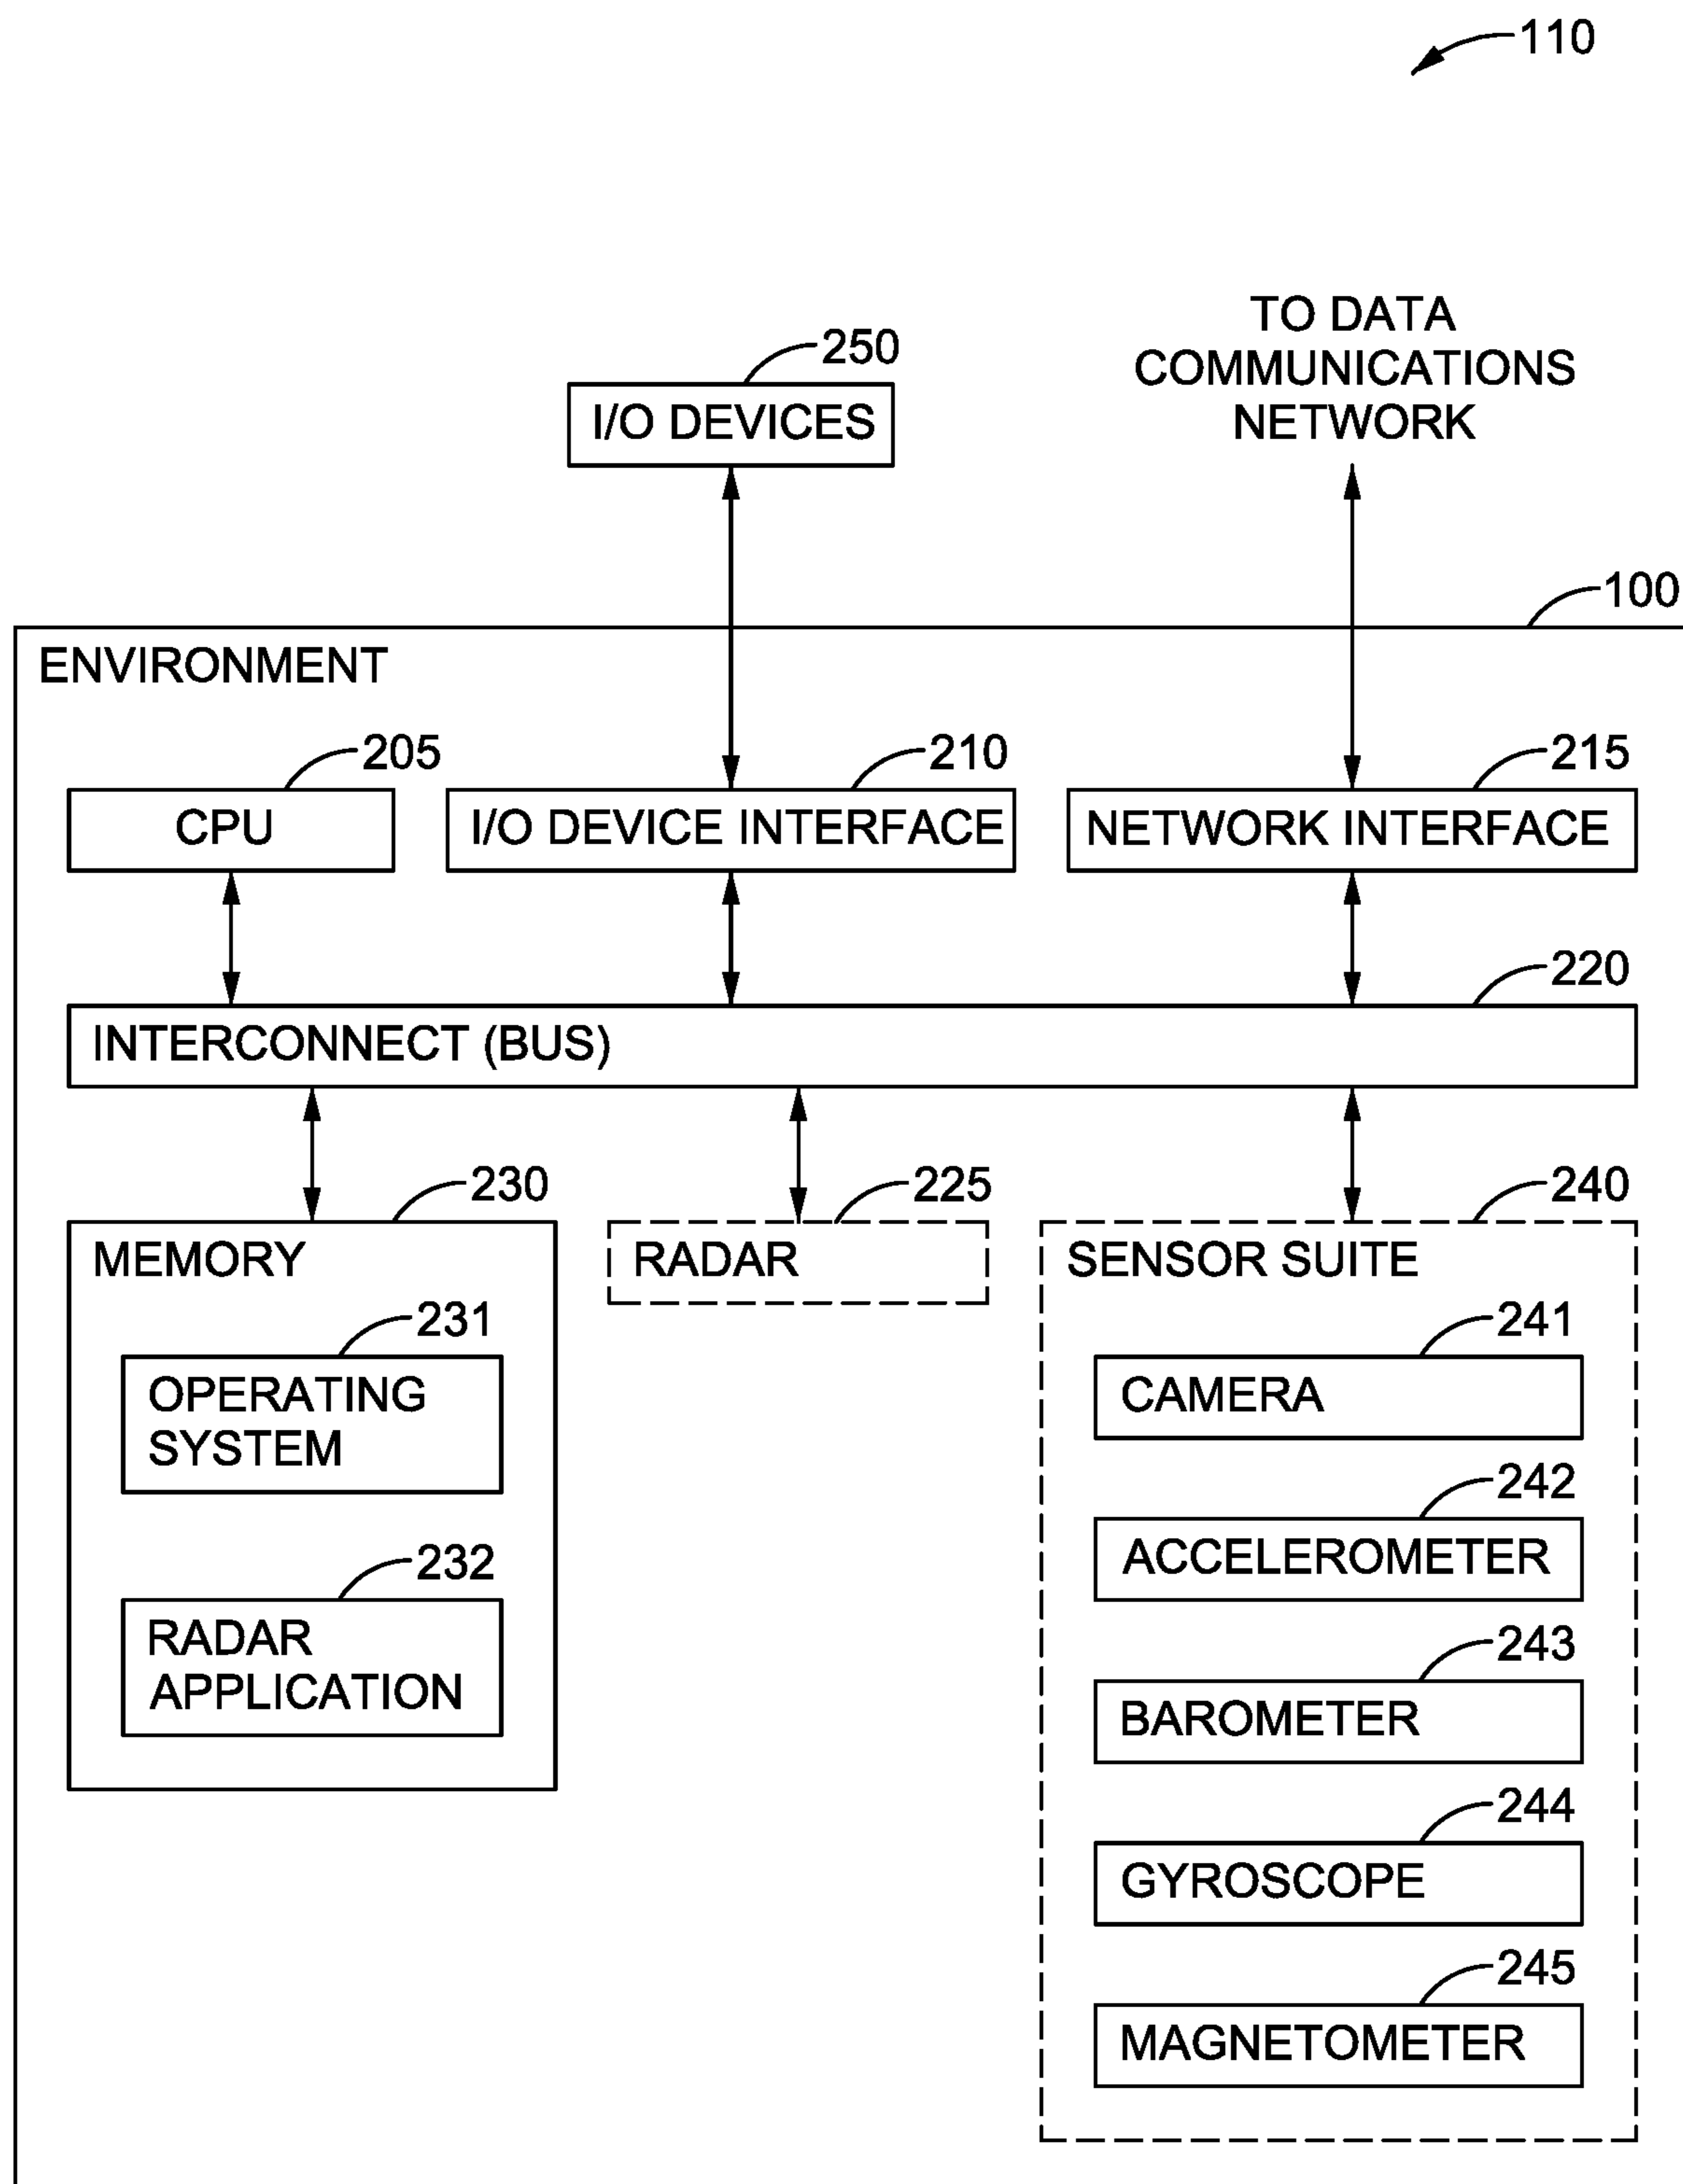 110
250
I/O DEVICES
TO DATA
COMMUNICATIONS
NETWORK
100
ENVIRONMENT
205
CPU
210
I/O DEVICE INTERFACE
215
NETWORK INTERFACE
220
INTERCONNECT (BUS)
230
MEMORY
231
OPERATING
SYSTEM
232
RADAR
APPLICATION
225
RADAR
240
SENSOR SUITE
241
CAMERA
242
ACCELEROMETER
243
BAROMETER
244
GYROSCOPE
245
MAGNETOMETER